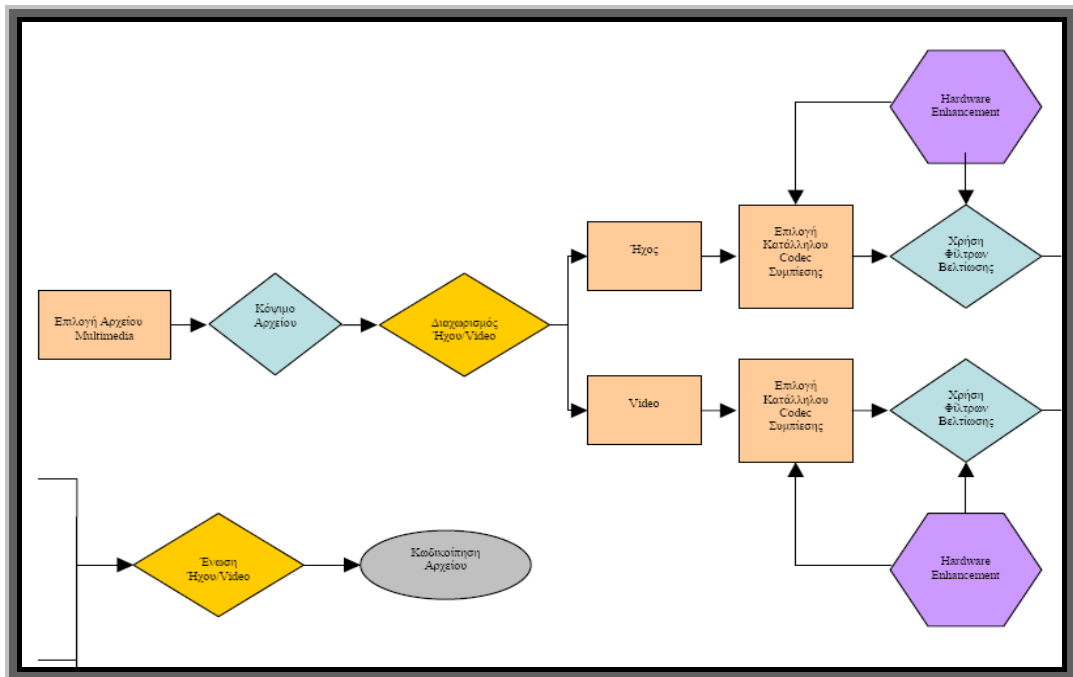 Hardware
Enhancement
Ήχος
Επιλογή
Κατάλληλου
Codec
Συμπίεσης
Χρήση
Φίλτρων
Βελτίωσης
Επιλογή Αρχείου
Multimedia
Κόψιμο
Αρχείου
Διαχωρισμός
Ήχου/Video
Video
Επιλογή
Κατάλληλου
Codec
Συμπίεσης
Χρήση
Φίλτρων
Βελτίωσης
Ένωση
Ήχου/Video
Κωδικοίπηση
Αρχείου
Hardware
Enhancement